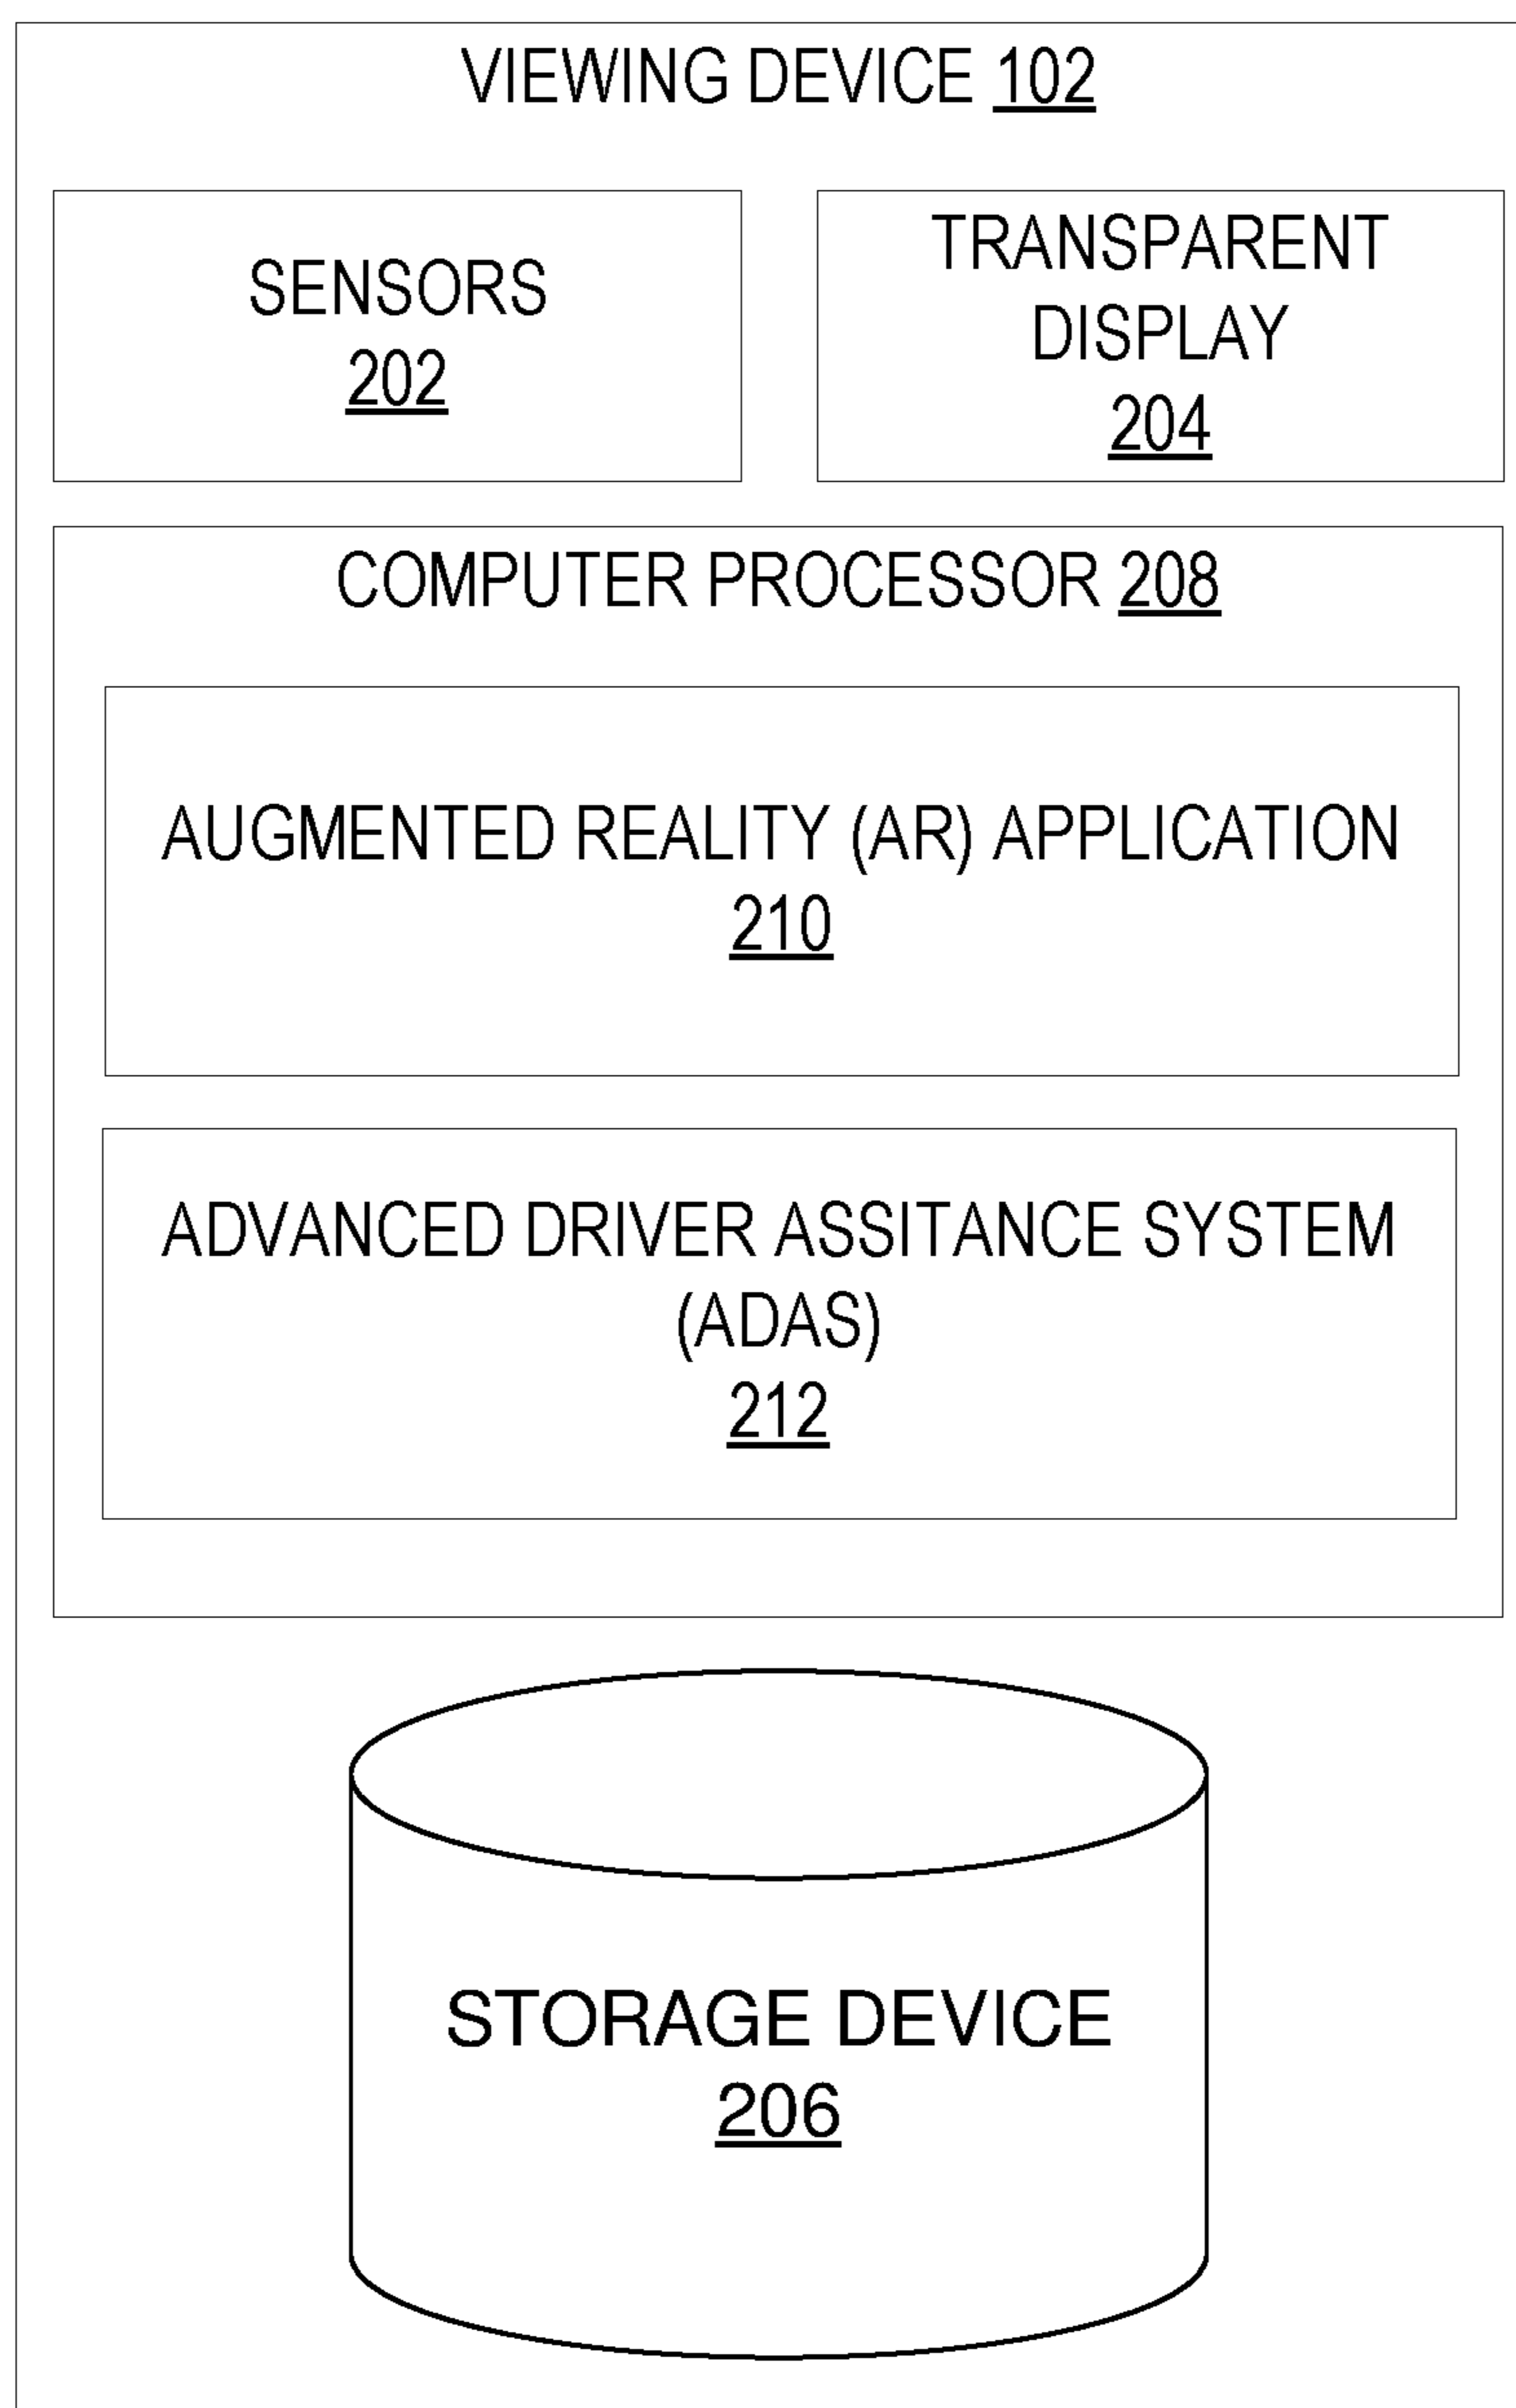 VIEWING DEVICE 102
SENSORS
202
TRANSPARENT
DISPLAY
204
COMPUTER PROCESSOR 208
AUGMENTED REALITY (AR) APPLICATION
210
ADVANCED DRIVER ASSITANCE SYSTEM
(ADAS)
212
STORAGE DEVICE
206